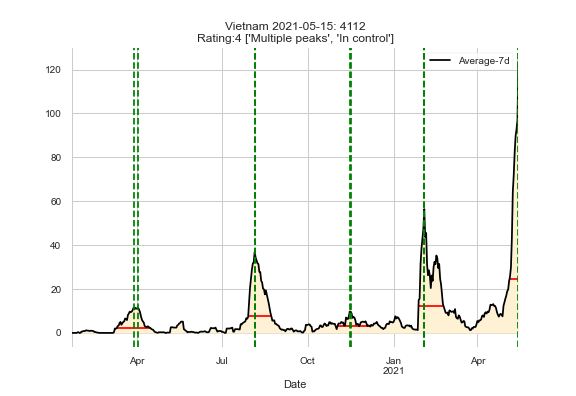 Vietnam 2021-05-15: 4112
Rating:4 ['Multiple peaks', 'In control']
Average-7d
120
100
80
60
40
20
0
Apr
Jul
Oct
Jan
2021
Apr
Date